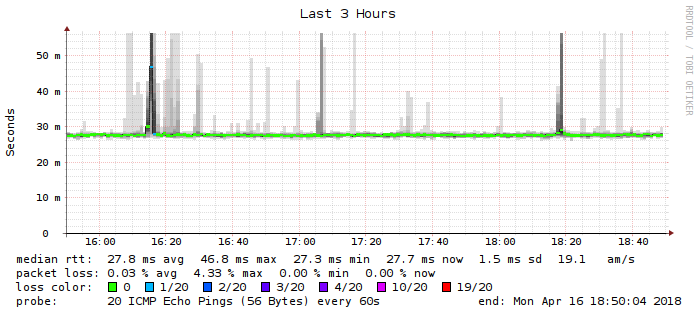 Last 3 Hours
RRDTOOL / TOBI OETIKER
Seconds
50 m
40 m
30 m
20 m
10 m
0
16:00 16:20 16:40 17:00 17:20 17:40 18:00 18:20 18:40
median rtt: 27.8 ms avg 46.8 ms max 27.3 ms min 27.7 ms now 1.5 ms sd 19.1 am/s
packet loss: 0.03 % avg 4.33 % max 0.00 % min 0.00 % now
loss color: 0 1/20 2/20 3/20 4/20 10/20 19/20
probe: 20 ICMP Echo Pings (56 Bytes) every 60s end: Mon Apr 16 18:50:04 2018